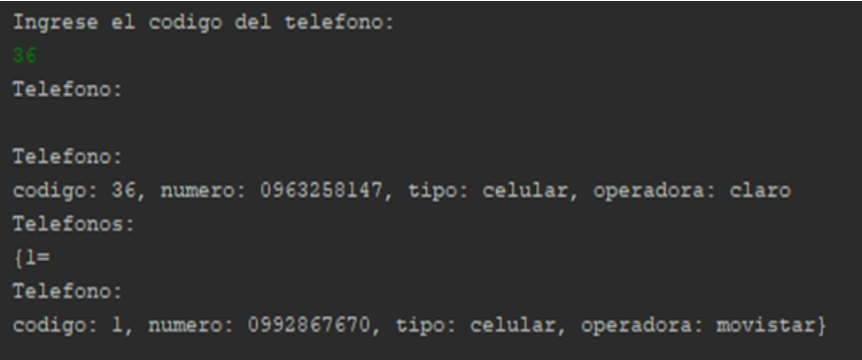 Ingrese el codigo del telefono:
36
Telefono:
Telefono:
codigo: 36, numero: 0963258147, tipo: celular, operadora: claro
Telefonos:
{1=
Telefono:
codigo: 1, numero: 0992867670, tipo: celular, operadora: movistar}